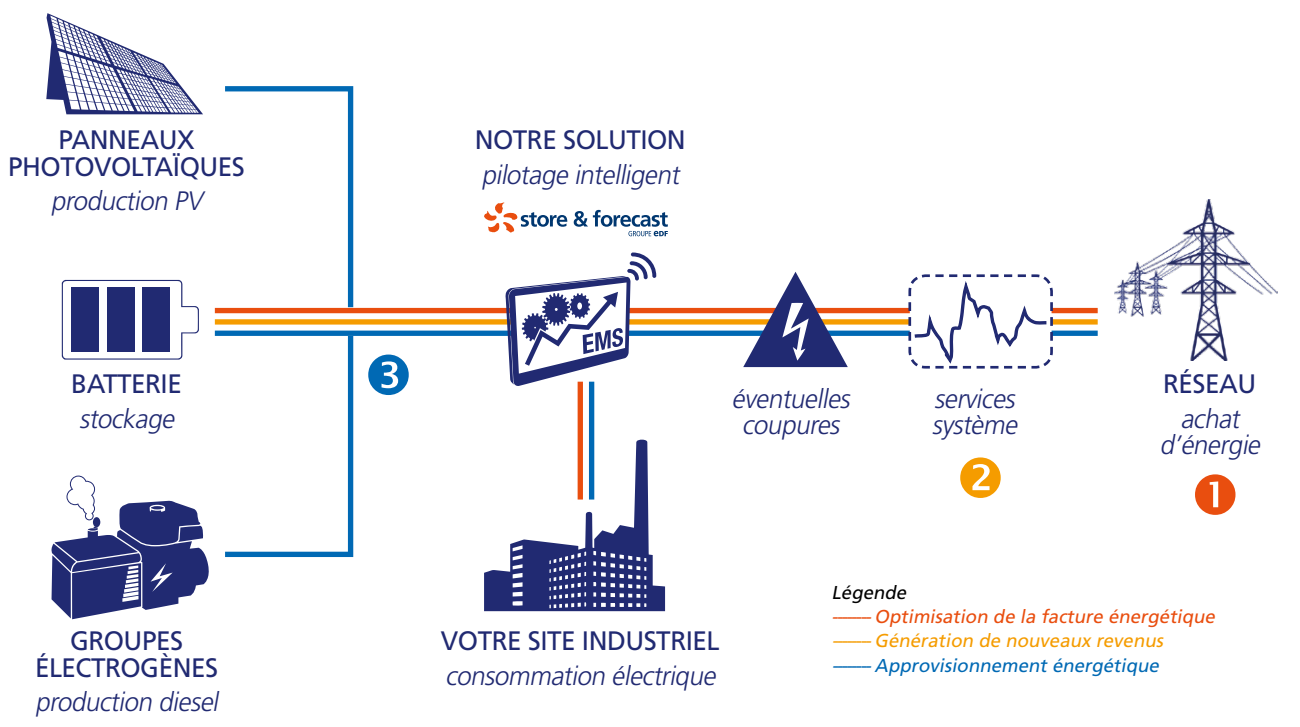 PANNEAUX
PHOTOVOLTAÏQUES
production PV
NOTRE SOLUTION
pilotage intelligent
store & forecast
GROUPE EDF
EMS
BATTERIE
stockage
3
éventuelles
coupures
services
système
2
RÉSEAU
achat
d'énergie
1
GROUPES
ÉLECTROGÈNES
production diesel
VOTRE SITE INDUSTRIEL
consommation électrique
Légende
Optimisation de la facture énergétique
Génération de nouveaux revenus
Approvisionnement énergétique